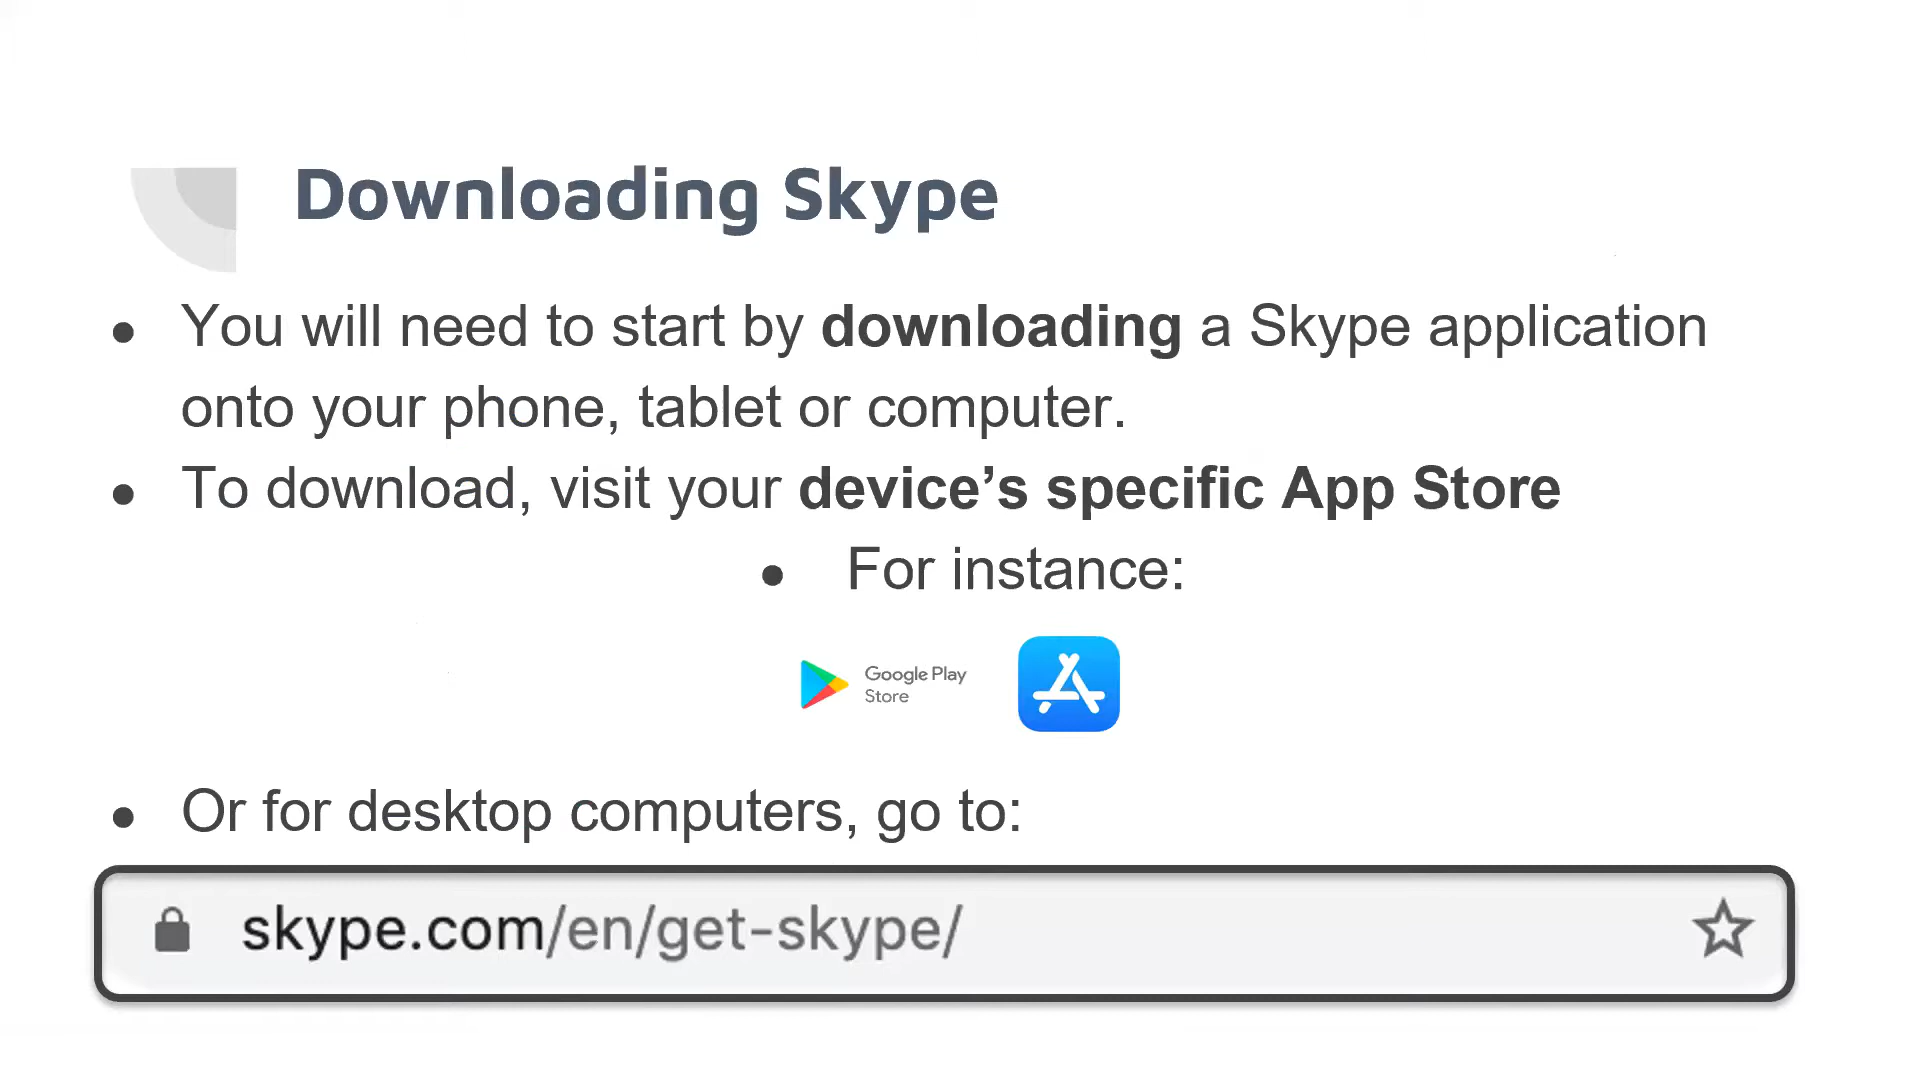 Downloading Skype
● You will need to start by downloading a Skype application
onto your phone, tablet or computer.
● To download, visit your device’s specific App Store
● For instance:
Google Play
Store
● Or for desktop computers, go to:
skype.com/en/get-skype/